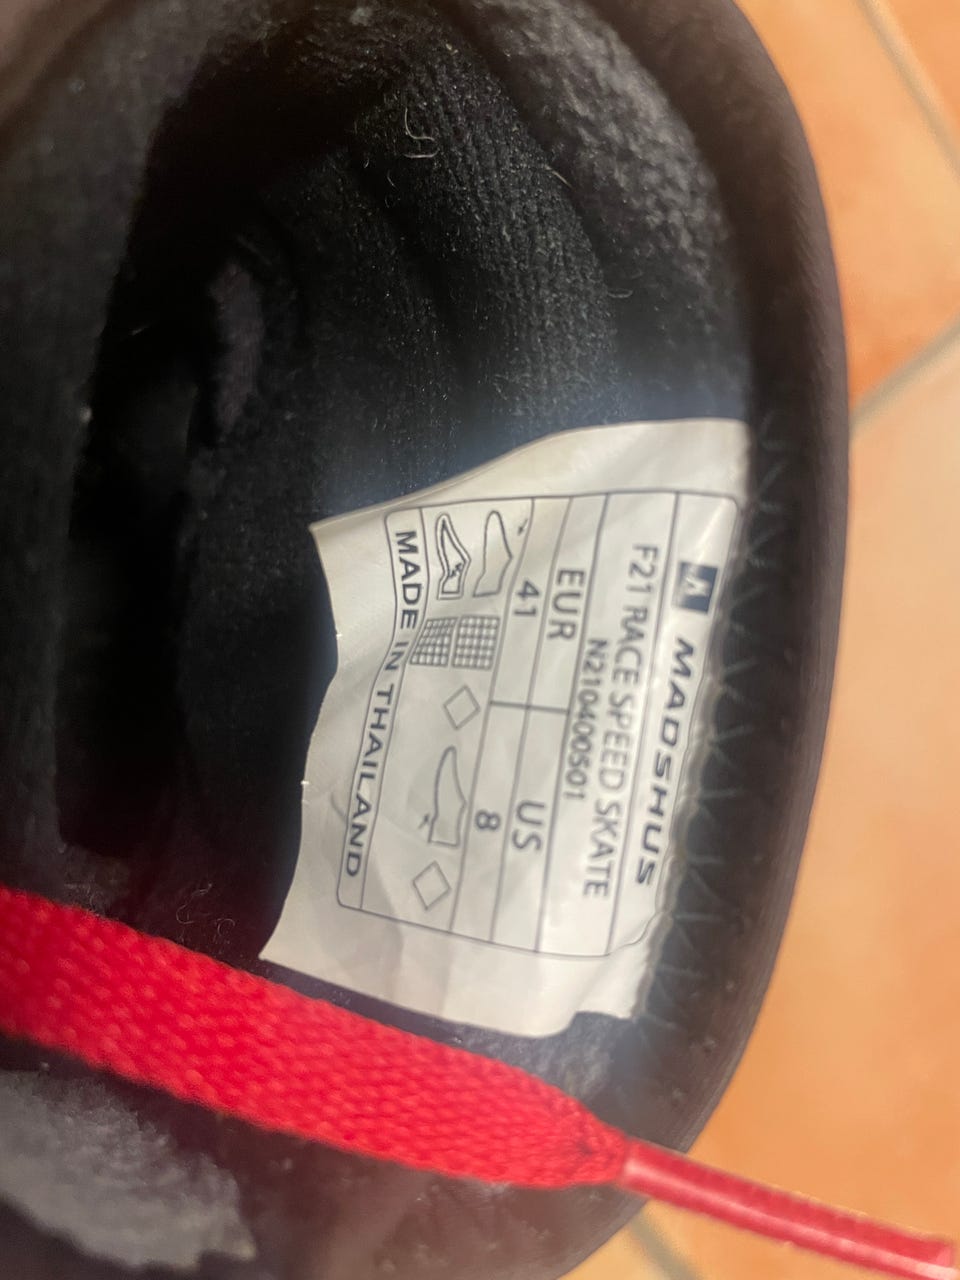 MADSHUS
F21 RACE SPEED SKATE
N210400501
EUR US
41 8
MADE IN THAILAND